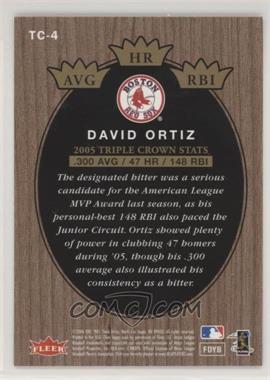 TC-4
HR
AVG
RBI
BOSTON
RED SOX
DAVID ORTIZ
2005 TRIPLE CROWN STATS
.300 AVG / 47 HR / 148 RBI
The designated hitter was a serious
candidate for the American League
MVP Award last season, as his
personal-best 148 RBI also paced the
Junior Circuit. Ortiz showed plenty
of power in clubbing 47 homers
during '05, though his .300
average also illustrated his
consistency as a hitter.
FLEER
FDYB